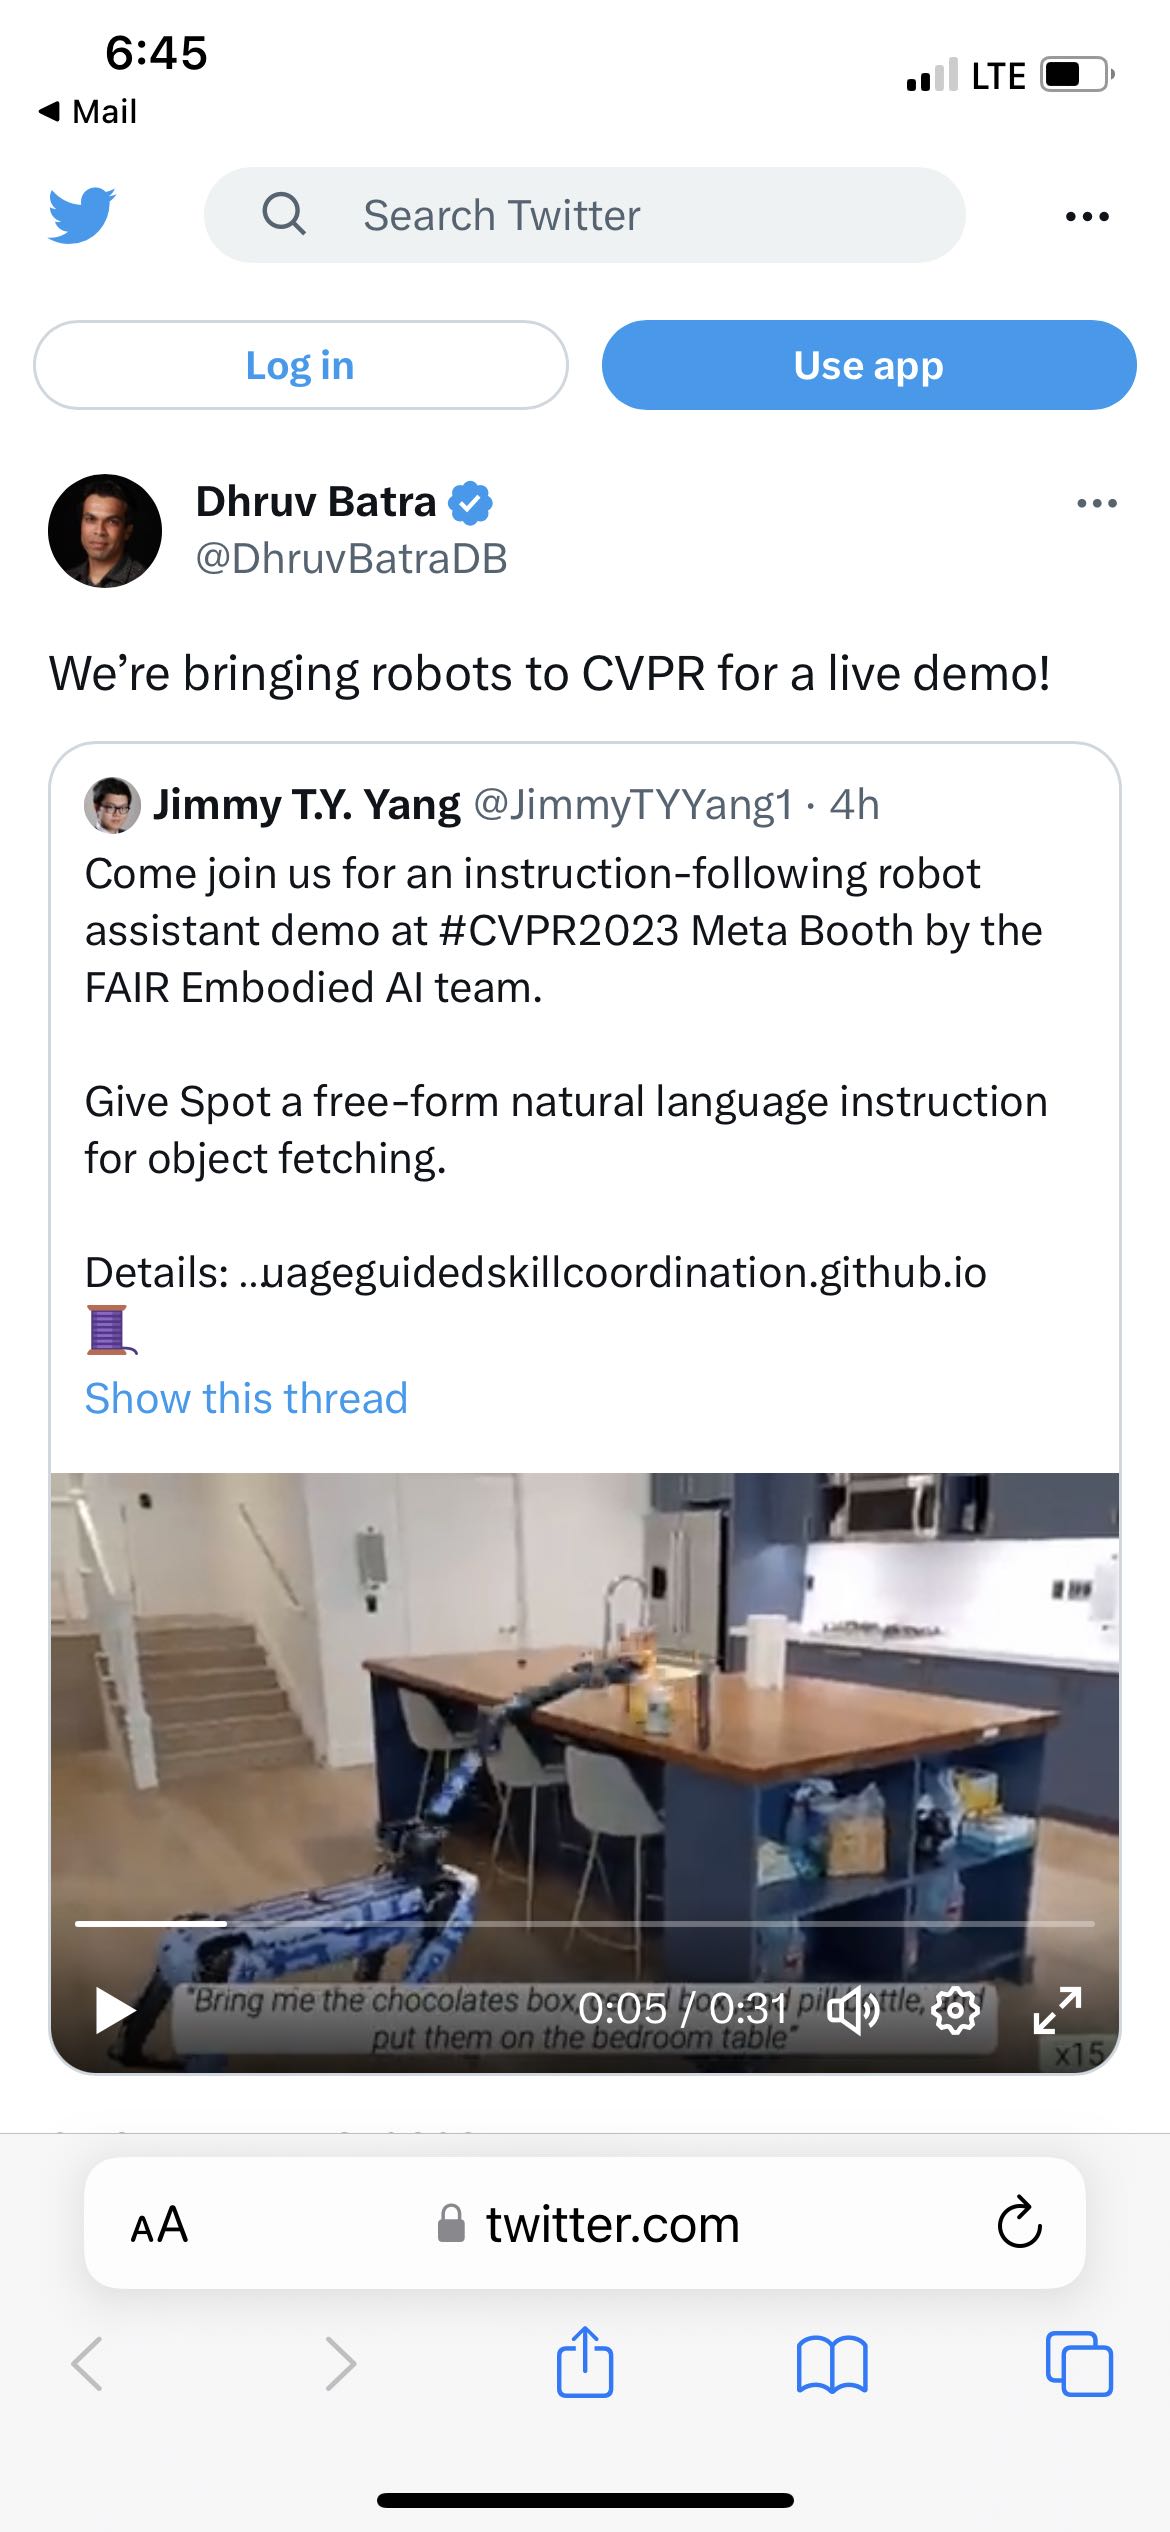 6:45
LTE
Mail
Search Twitter
Log in
Use app
Dhruv Batra
@DhruvBatraDB
We’re bringing robots to CVPR for a live demo!
Jimmy T.Y. Yang @JimmyTYYang1 · 4h
Come join us for an instruction-following robot
assistant demo at #CVPR2023 Meta Booth by the
FAIR Embodied AI team.
Give Spot a free-form natural language instruction
for object fetching.
Details: ...uageguidedskillcoordination.github.io
Show this thread
"Bring me the chocolates box,
0:05 / 0:31
put them on the bedroom table"
x15
AA
twitter.com